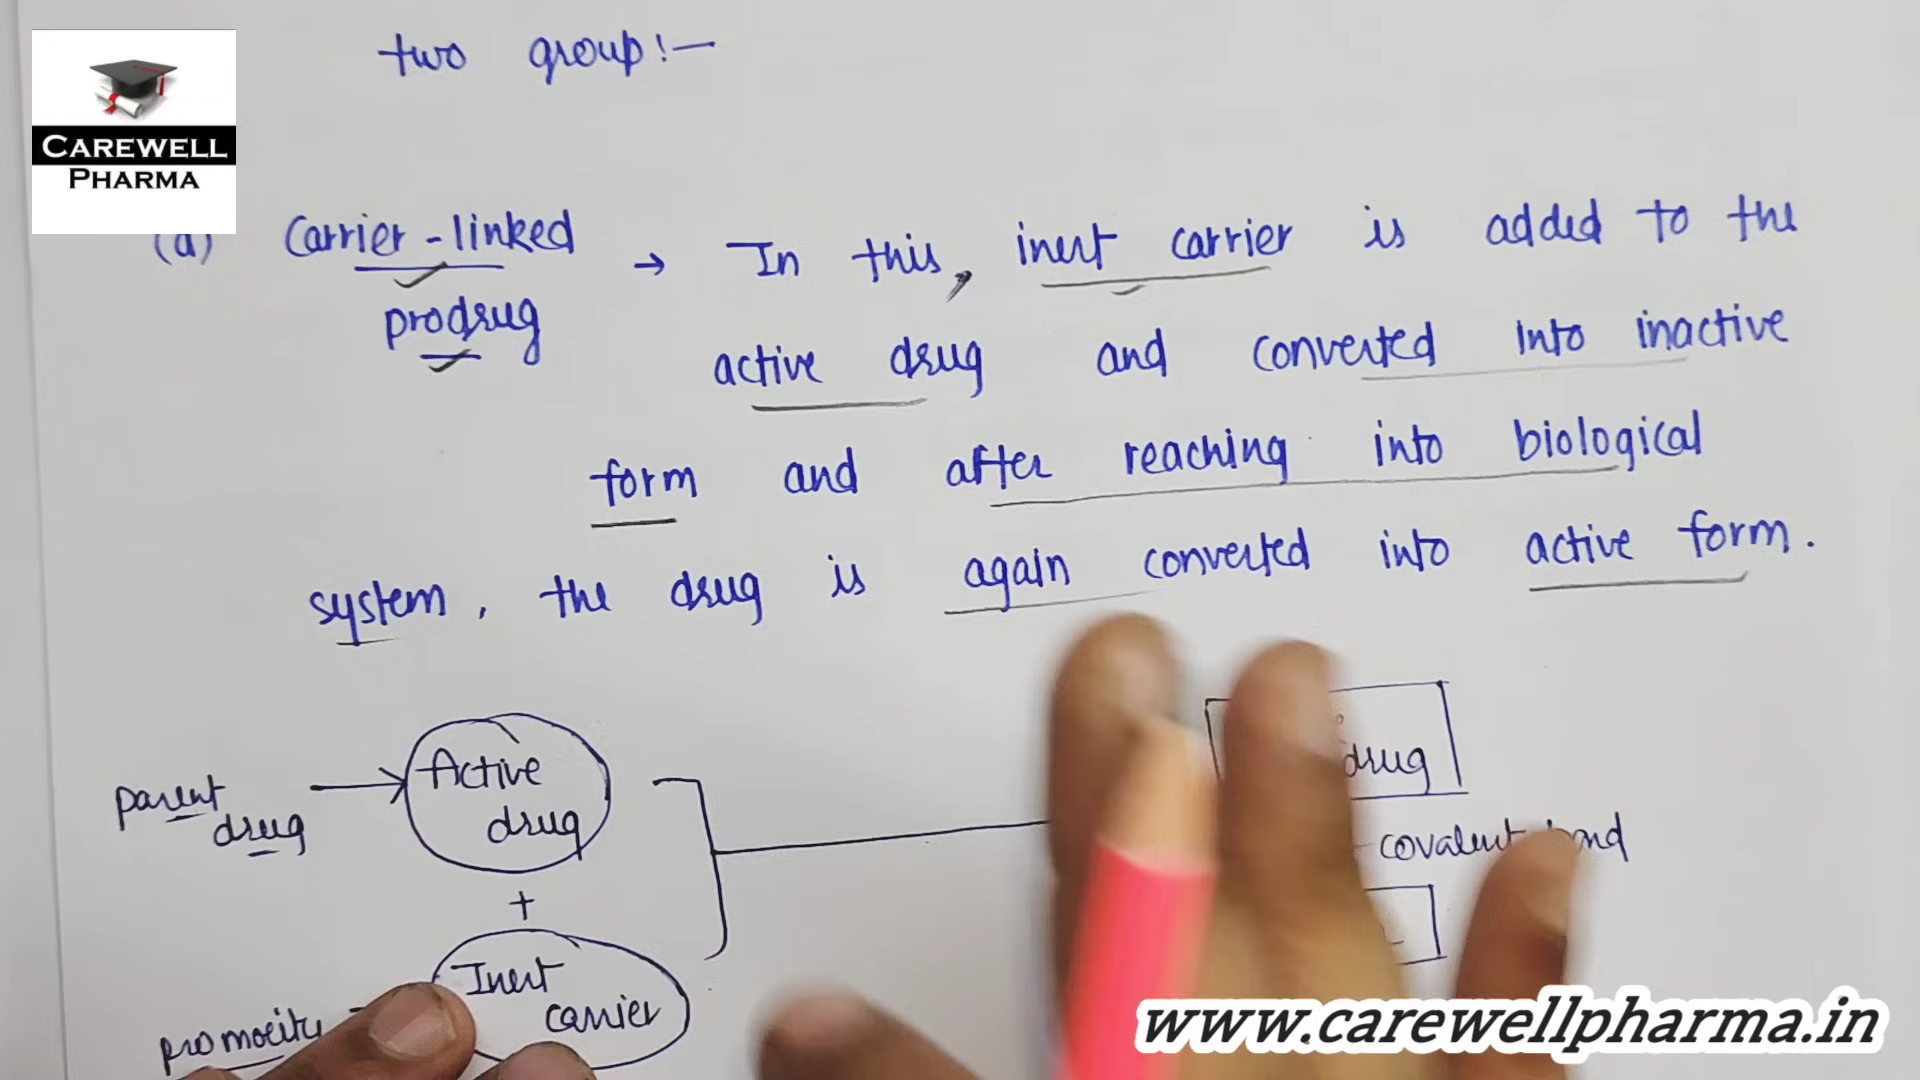 two group:-
CAREWELL
PHARMA
(a) Carrier-linked → In this, inert carrier is added to the
prodrug
active drug and converted into inactive
form and after reaching into biological
system, the drug is again converted into active form.
parent → Active
drug drug
drug
covalent
+
Inert
carrier
promoeity
www.carewellpharma.in